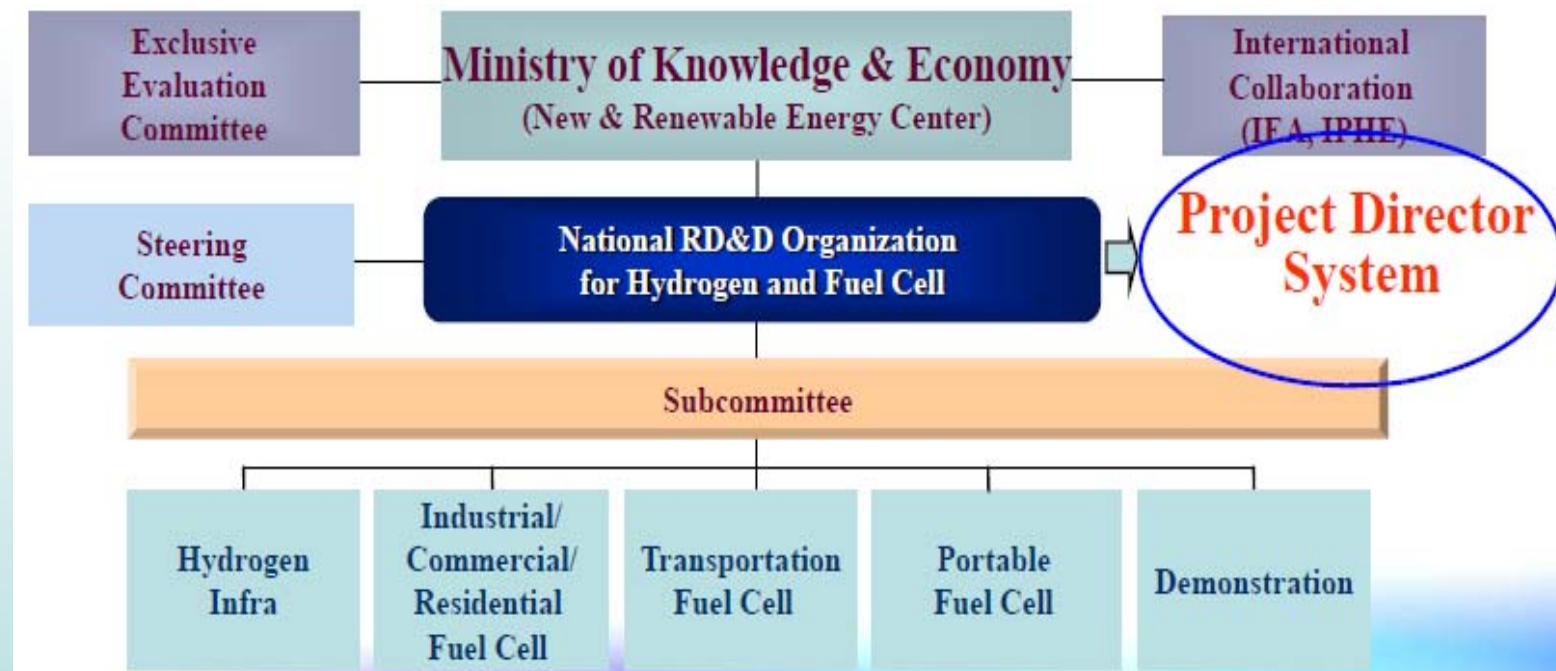 Exclusive
Evaluation
Committee
Ministry of Knowledge & Economy
(New & Renewable Energy Center)
International
Collaboration
(IEA, IPHE)
Steering
Committee
National RD&D Organization
for Hydrogen and Fuel Cell
Project Director
System
Subcommittee
Hydrogen
Infra
Industrial/
Commercial/
Residential
Fuel Cell
Transportation
Fuel Cell
Portable
Fuel Cell
Demonstration